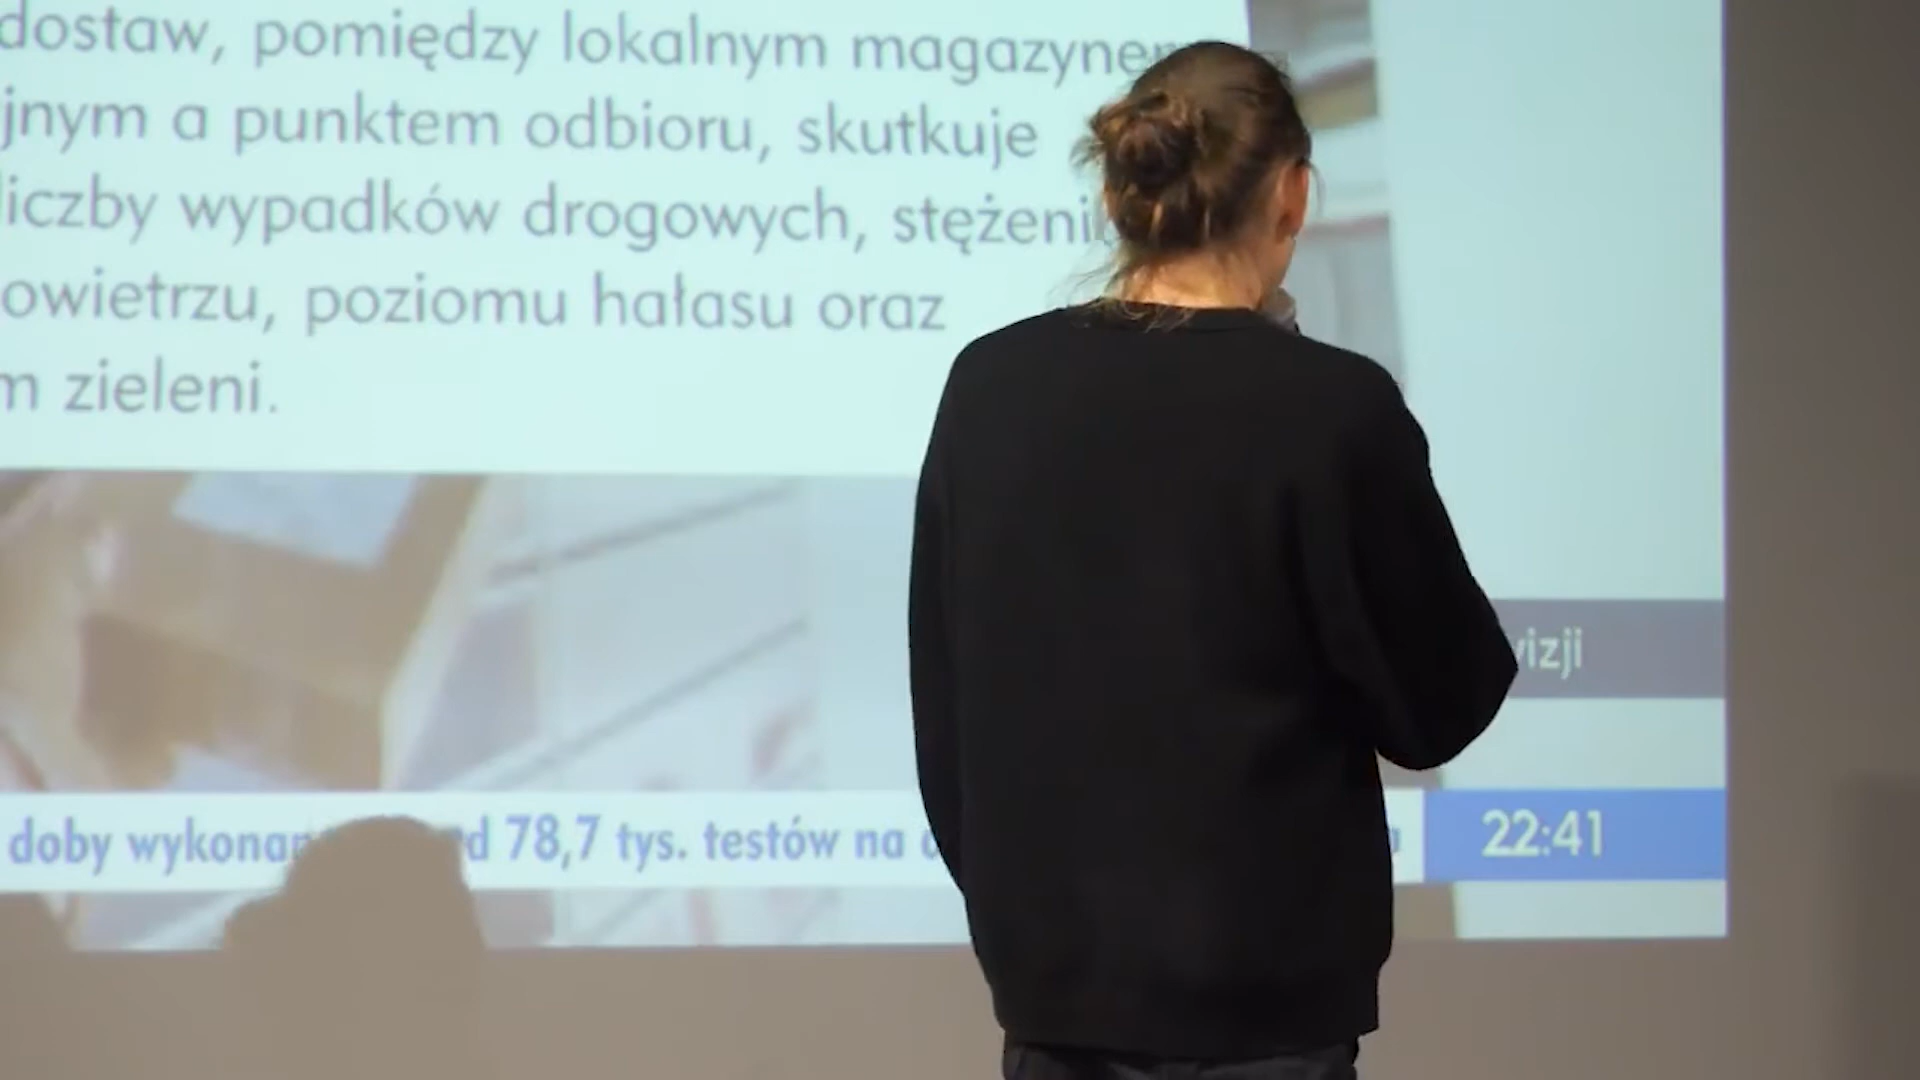 dostaw, pomiędzy lokalnym magazynem
jnym a punktem odbioru, skutkuje
liczby wypadków drogowych, stężeni
owietrzu, poziomu hałasu oraz
m zieleni.
vizji
doby wykonan d 78,7 tys. testów na
22:41